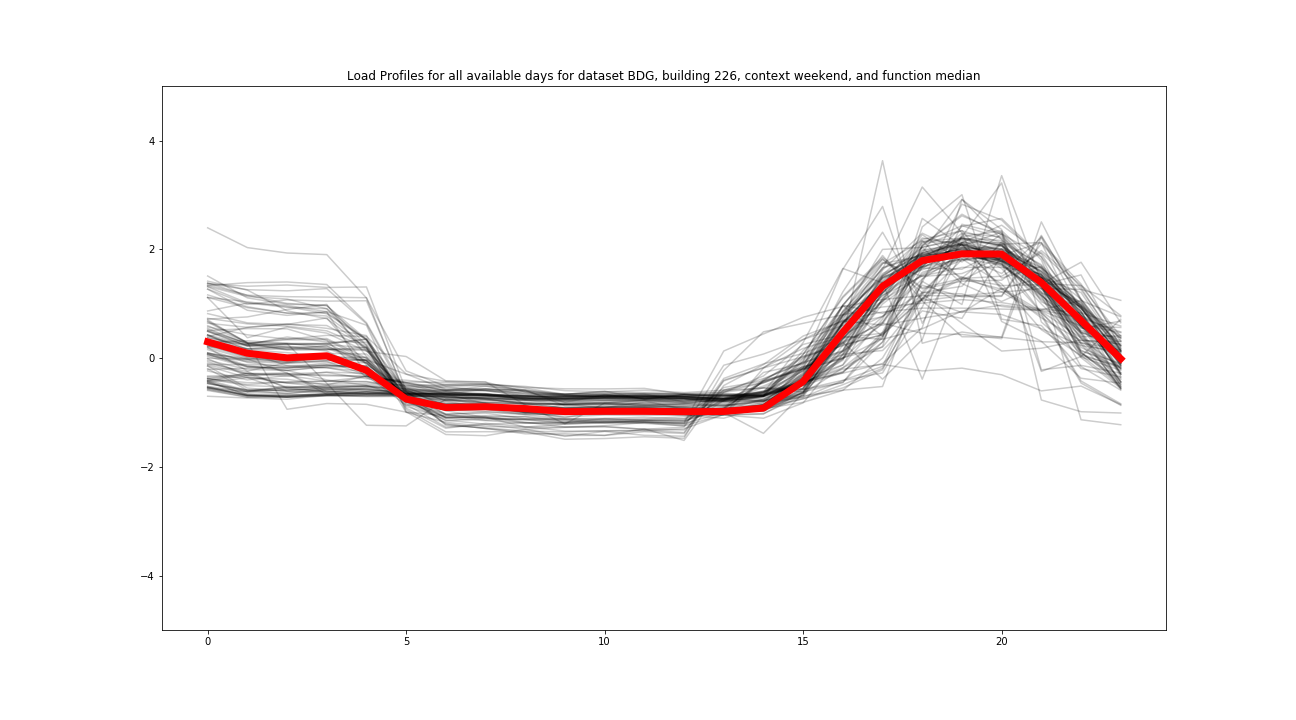 Load Profiles for all available days for dataset BDG, building 226, context weekend, and function median
4
2
0
−2
−4
0 5 10 15 20